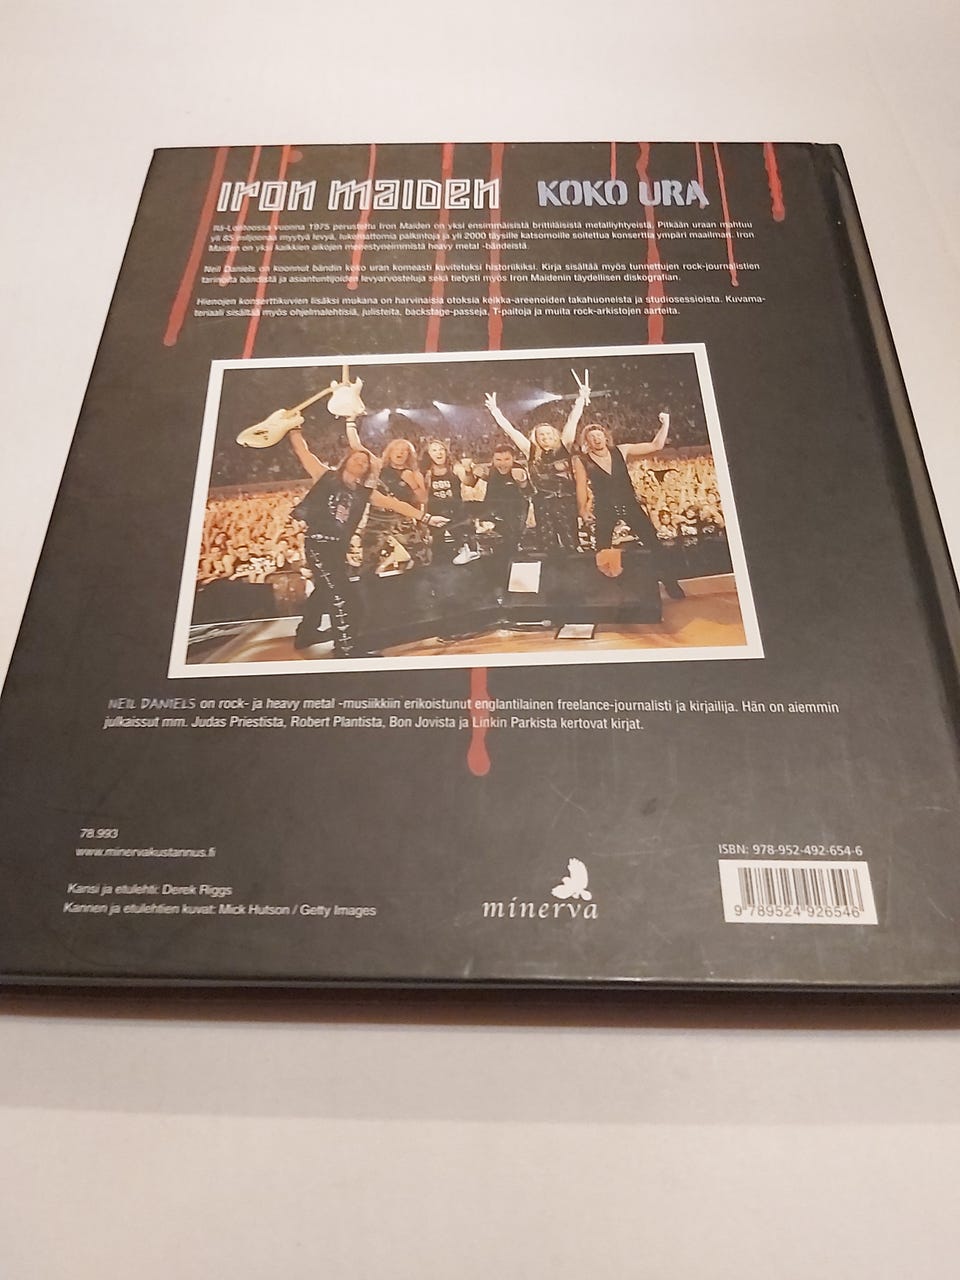 IRON MAIDEN KOKO URA
Itä-Lontoossa vuonna 1975 perustettu Iron Maiden on yksi ensimmäisistä brittiläisistä metalliyhtyeistä. Pitkään uraan mahtuu
yli 85 miljoonaa myytyä levyä, lukemattomia palkintoja ja yli 2000 täysille katsomoille soitettua konserttia ympäri maailman. Iron
Maiden on yksi kaikkien aikojen menestyneimmistä heavy metal -bändeistä.
Neil Daniels on koonnut bändin koko uran komeasti kuvitetuksi historiikiksi. Kirja sisältää myös tunnettujen rock-journalistien
tarinoita bändistä ja asiantuntijoiden levyarvosteluja sekä tietysti myös Iron Maidenin täydellisen diskografian.
Hienojen konserttikuvien lisäksi mukana on harvinaisia otoksia keikka-areenoiden takahuoneista ja studiosessioista. Kuvama-
teriaali sisältää myös ohjelmalehtisiä, julisteita, backstage-passeja, T-paitoja ja muita rock-arkistojen aarteita.
NEIL DANIELS on rock- ja heavy metal -musiikkiin erikoistunut englantilainen freelance-journalisti ja kirjailija. Hän on aiemmin
julkaissut mm. Judas Priestista, Robert Plantista, Bon Jovista ja Linkin Parkista kertovat kirjat.
78.993
www.minervakustannus.fi
Kansi ja etulehti: Derek Riggs
Kannen ja etulehtien kuvat: Mick Hutson / Getty Images
minerva
ISBN: 978-952-492-654-6
9 789524 926546